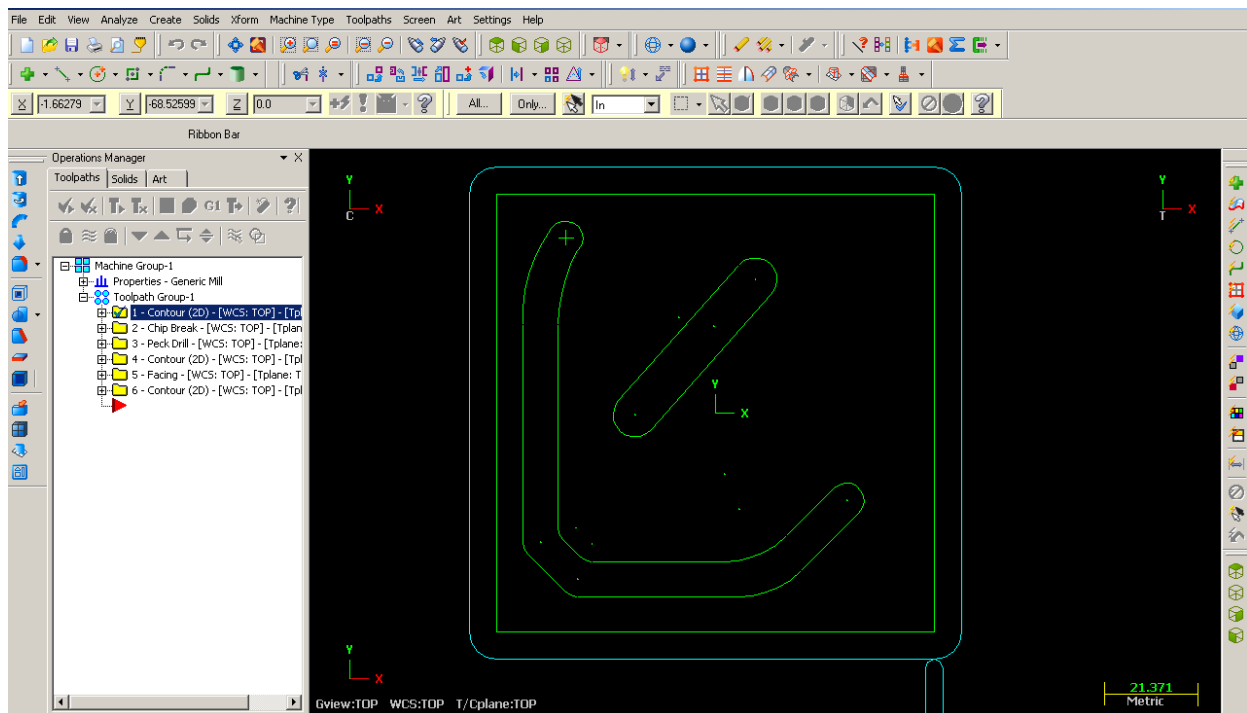 File Edit View Analyze Create Solids Xform Machine Type Toolpaths Screen Art Settings Help
X -1.66279 Y -68.52599 Z 0.0 All... Only... In
Ribbon Bar
Operations Manager
Toolpaths Solids Art
G1
Machine Group-1
Properties - Generic Mill
Toolpath Group-1
1 - Contour (2D) - [WCS: TOP] - [Tpl
2 - Chip Break - [WCS: TOP] - [Tplan
3 - Peck Drill - [WCS: TOP] - [Tplane:
4 - Contour (2D) - [WCS: TOP] - [Tpl
5 - Facing - [WCS: TOP] - [Tplane: T
6 - Contour (2D) - [WCS: TOP] - [Tpl
Y
X
C
Y
X
T
Y
X
Y
X
21.371
Metric
Gview:TOP WCS:TOP T/Cplane:TOP